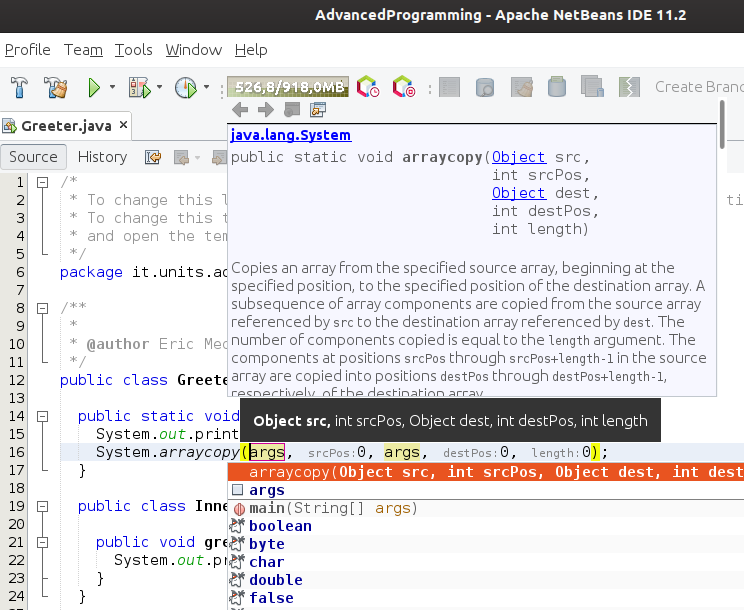 AdvancedProgramming - Apache NetBeans IDE 11.2
Profile Team Tools Window Help
526,8/918,0MB Create Branc
Greeter.java ×
Source History
java.lang.System
public static void arraycopy(Object src,
int srcPos,
Object dest,
int destPos,
int length)
Copies an array from the specified source array, beginning at the
specified position, to the specified position of the destination array. A
subsequence of array components are copied from the source array
referenced by src to the destination array referenced by dest. The
number of components copied is equal to the length argument. The
components at positions srcPos through srcPos+length-1 in the source
array are copied into positions destPos through destPos+length-1,
respectively, of the destination array.
1 /*
2 * To change this l
3 * To change this t
4 * and open the tem
5 */
6 package it.units.ad
7
8 /**
9 *
10 * @author Eric Med
11 */
12 public class Greete
13
14 public static void
15 System.out.print
Object src, int srcPos, Object dest, int destPos, int length
16 System.arraycopy(args, srcPos:0, args, destPos:0, length:0);
17 }
18
19 public class Inne
20
21 public void gre
22 System.out.pr
23 }
24 }
arraycopy(Object src, int srcPos, Object dest, int dest
args
main(String[] args)
boolean
byte
char
double
false